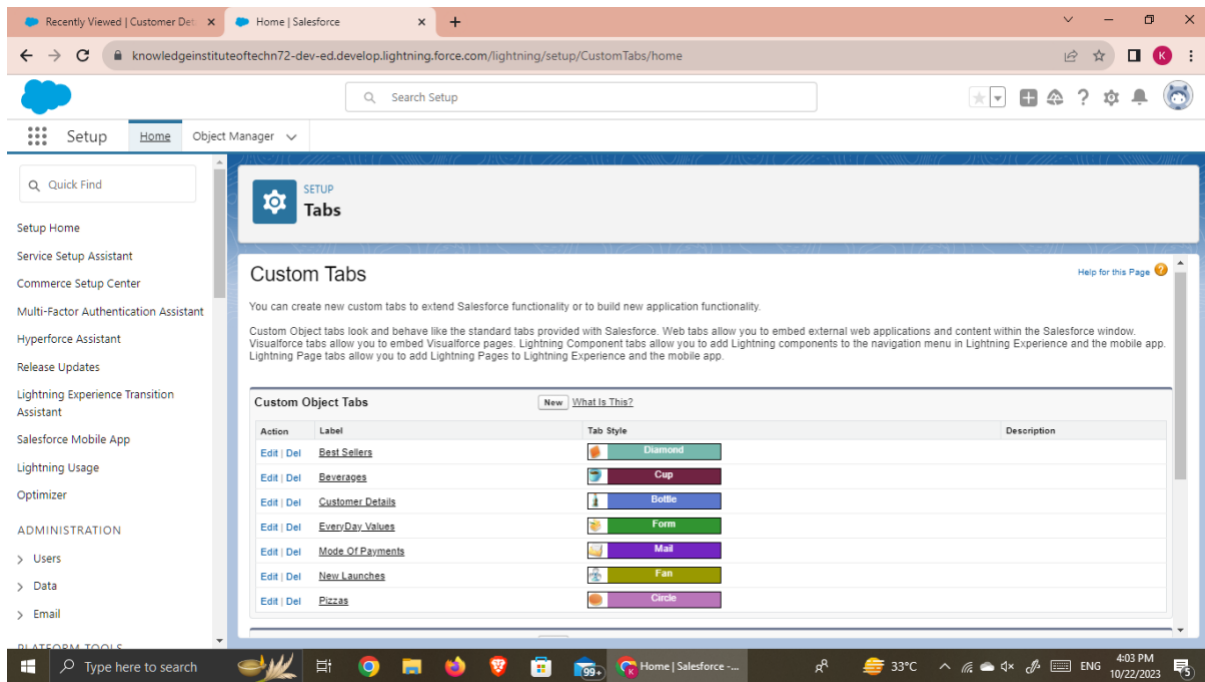 Recently Viewed | Customer Det
Home | Salesforce
knowledgeinstituteoftechn72-dev-ed.develop.lightning.force.com/lightning/setup/CustomTabs/home
K
Search Setup
Setup
Home
Object Manager
Quick Find
Setup Home
Service Setup Assistant
Commerce Setup Center
Multi-Factor Authentication Assistant
Hyperforce Assistant
Release Updates
Lightning Experience Transition
Assistant
Salesforce Mobile App
Lightning Usage
Optimizer
ADMINISTRATION
Users
Data
Email
PLATFORM TOOLS
SETUP
Tabs
Custom Tabs
Help for this Page
You can create new custom tabs to extend Salesforce functionality or to build new application functionality.
Custom Object tabs look and behave like the standard tabs provided with Salesforce. Web tabs allow you to embed external web applications and content within the Salesforce window.
Visualforce tabs allow you to embed Visualforce pages. Lightning Component tabs allow you to add Lightning components to the navigation menu in Lightning Experience and the mobile app.
Lightning Page tabs allow you to add Lightning Pages to Lightning Experience and the mobile app.
Custom Object Tabs New What Is This?
Action Label Tab Style Description
Edit | Del Best Sellers Diamond
Edit | Del Beverages Cup
Edit | Del Customer Details Bottle
Edit | Del EveryDay Values Form
Edit | Del Mode Of Payments Mail
Edit | Del New Launches Fan
Edit | Del Pizzas Circle
Type here to search
99+
Home | Salesforce -...
33°C
ENG
4:03 PM
10/22/2023
5